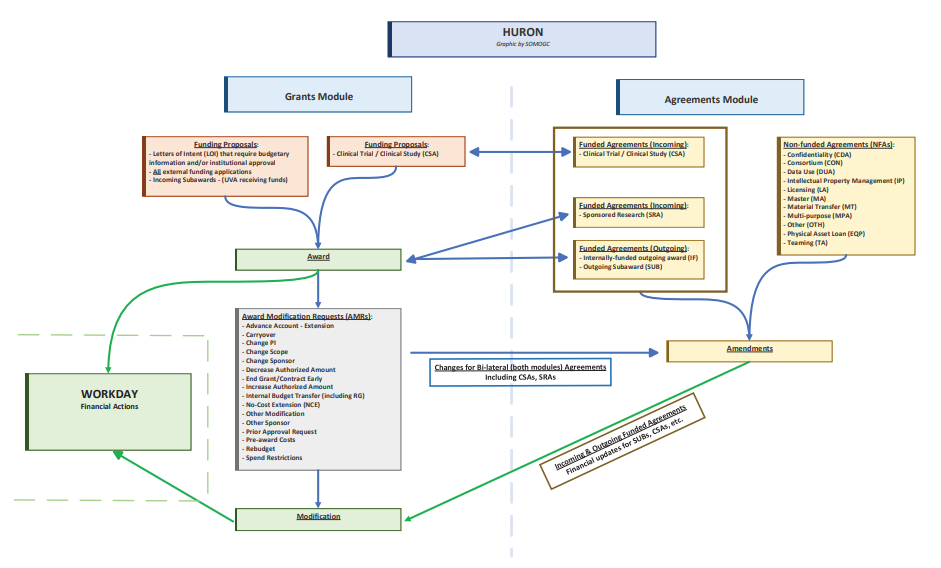 HURON
Graphic by SOMOGC
Grants Module
Agreements Module
Funding Proposals:
- Letters of Intent (LOI) that require budgetary
information and/or institutional approval
- All external funding applications
- Incoming Subawards - (UVA receiving funds)
Funding Proposals:
- Clinical Trial / Clinical Study (CSA)
Funded Agreements (Incoming):
- Clinical Trial / Clinical Study (CSA)
Funded Agreements (Incoming):
- Sponsored Research (SRA)
Funded Agreements (Outgoing):
- Internally-funded outgoing award (IF)
- Outgoing Subaward (SUB)
Non-funded Agreements (NFAs):
- Confidentiality (CDA)
- Consortium (CON)
- Data Use (DUA)
- Intellectual Property Management (IP)
- Licensing (LA)
- Master (MA)
- Material Transfer (MT)
- Multi-purpose (MPA)
- Other (OTH)
- Physical Asset Loan (EQP)
- Teaming (TA)
Award
Award Modification Requests (AMRs):
- Advance Account - Extension
- Carryover
- Change PI
- Change Scope
- Change Sponsor
- Decrease Authorized Amount
- End Grant/Contract Early
- Increase Authorized Amount
- Internal Budget Transfer (including RG)
- No-Cost Extension (NCE)
- Other Modification
- Other Sponsor
- Prior Approval Request
- Pre-award Costs
- Rebudget
- Spend Restrictions
Changes for Bi-lateral (both modules) Agreements
Including CSAs, SRAs
Amendments
WORKDAY
Financial Actions
Incoming & Outgoing Funded Agreements
Financial updates for SUBs, CSAs, etc.
Modification